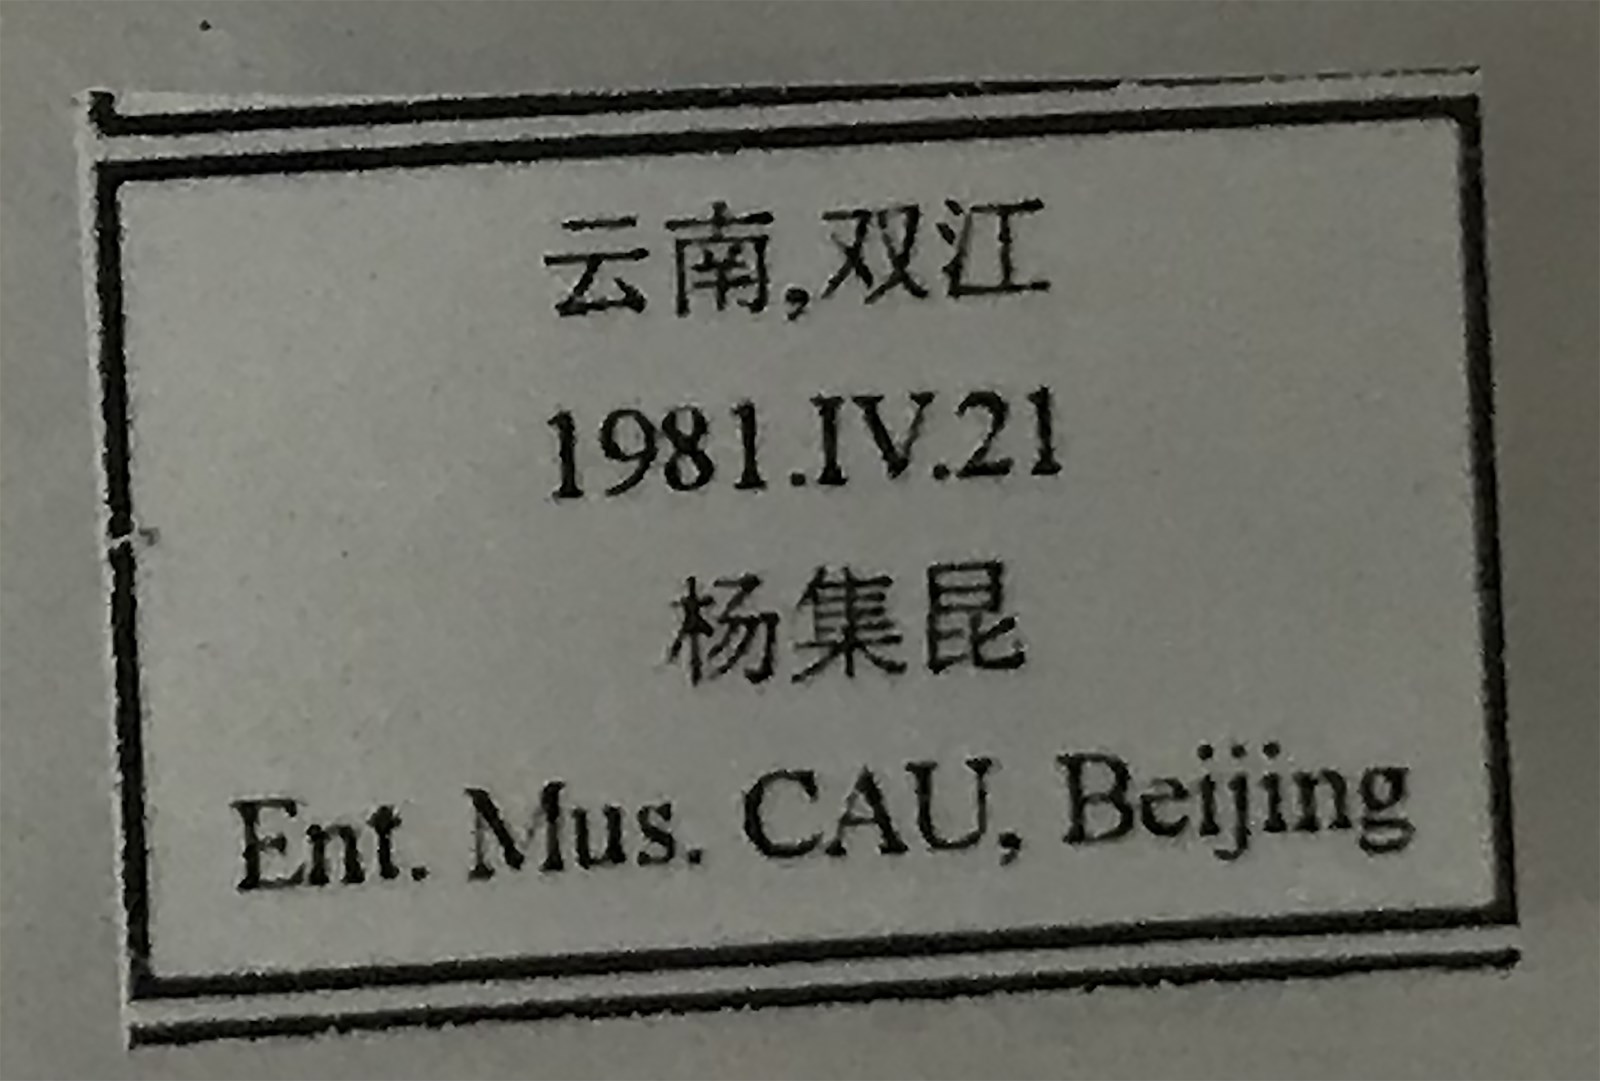 云南,双江
1981.IV.21
杨集昆
Ent. Mus. CAU, Beijing